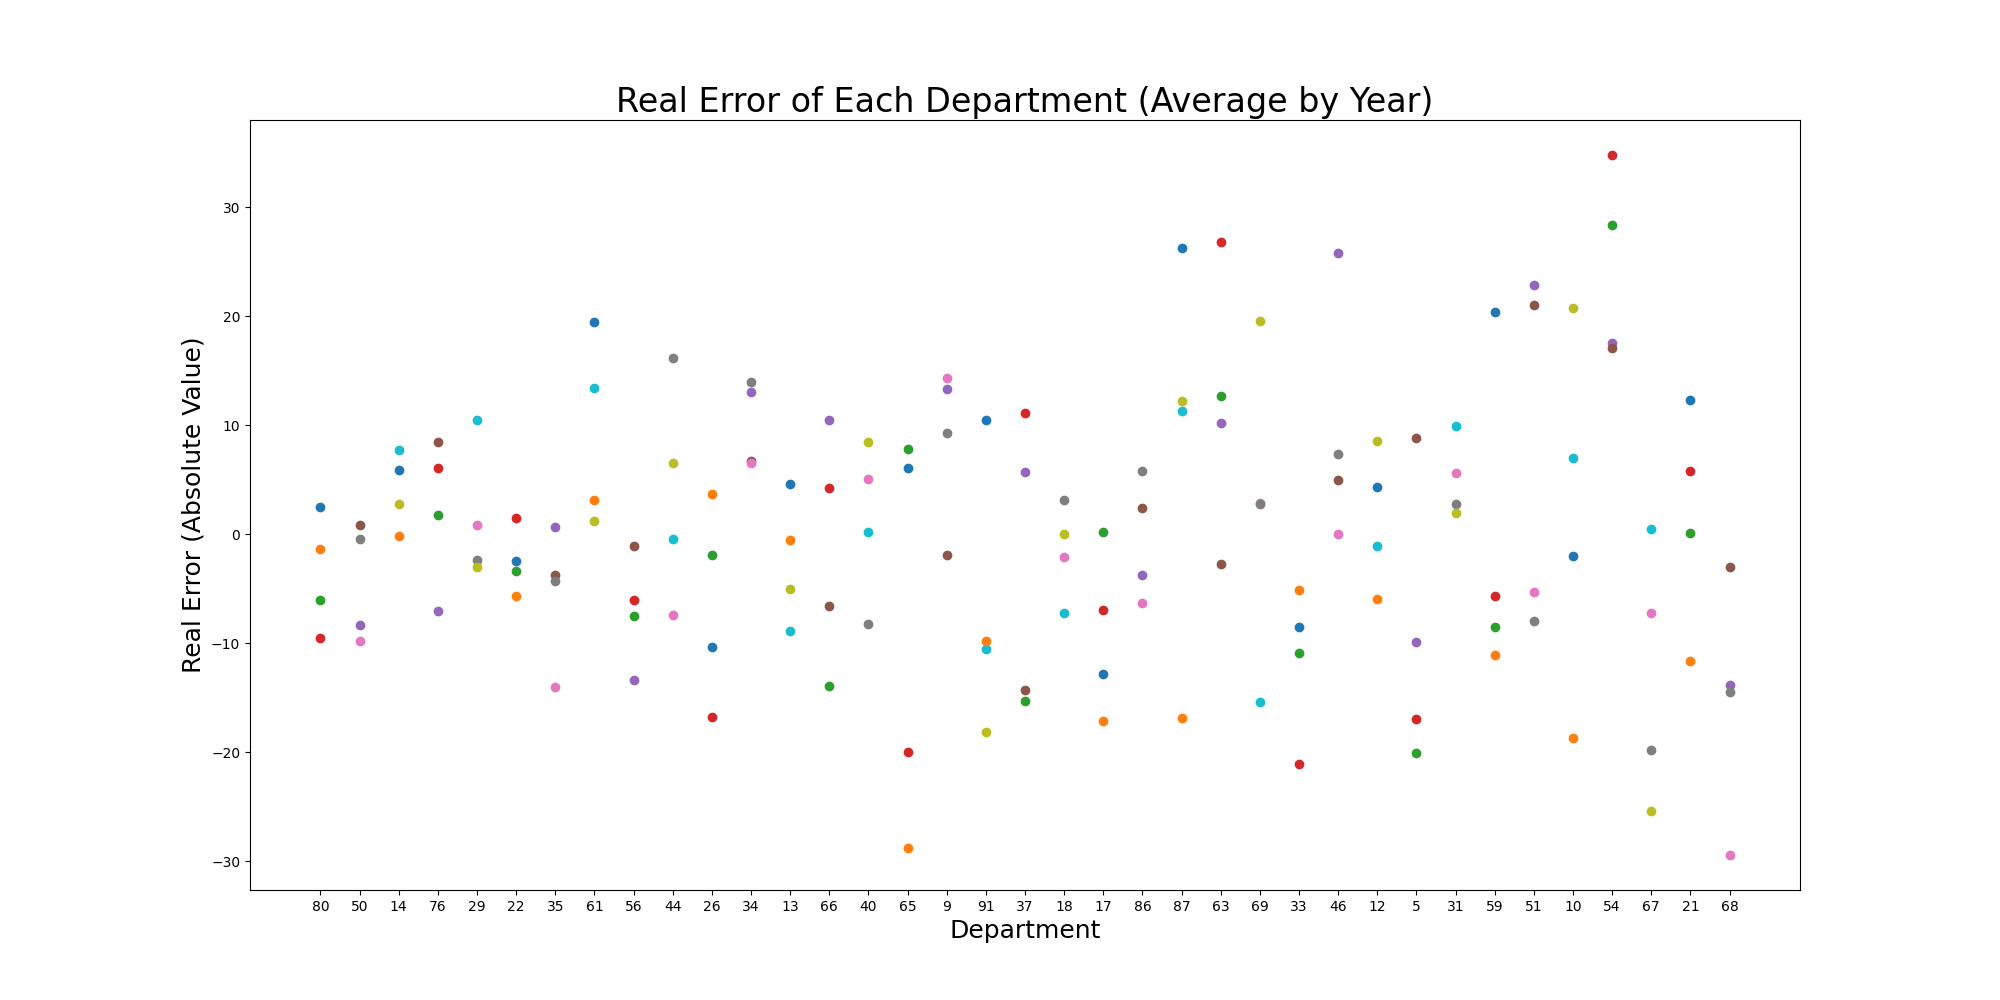 Real Error of Each Department (Average by Year)
Real Error (Absolute Value)
30
20
10
0
−10
−20
−30
80 50 14 76 29 22 35 61 56 44 26 34 13 66 40 65 9 91 37 18 17 86 87 63 69 33 46 12 5 31 59 51 10 54 67 21 68
Department